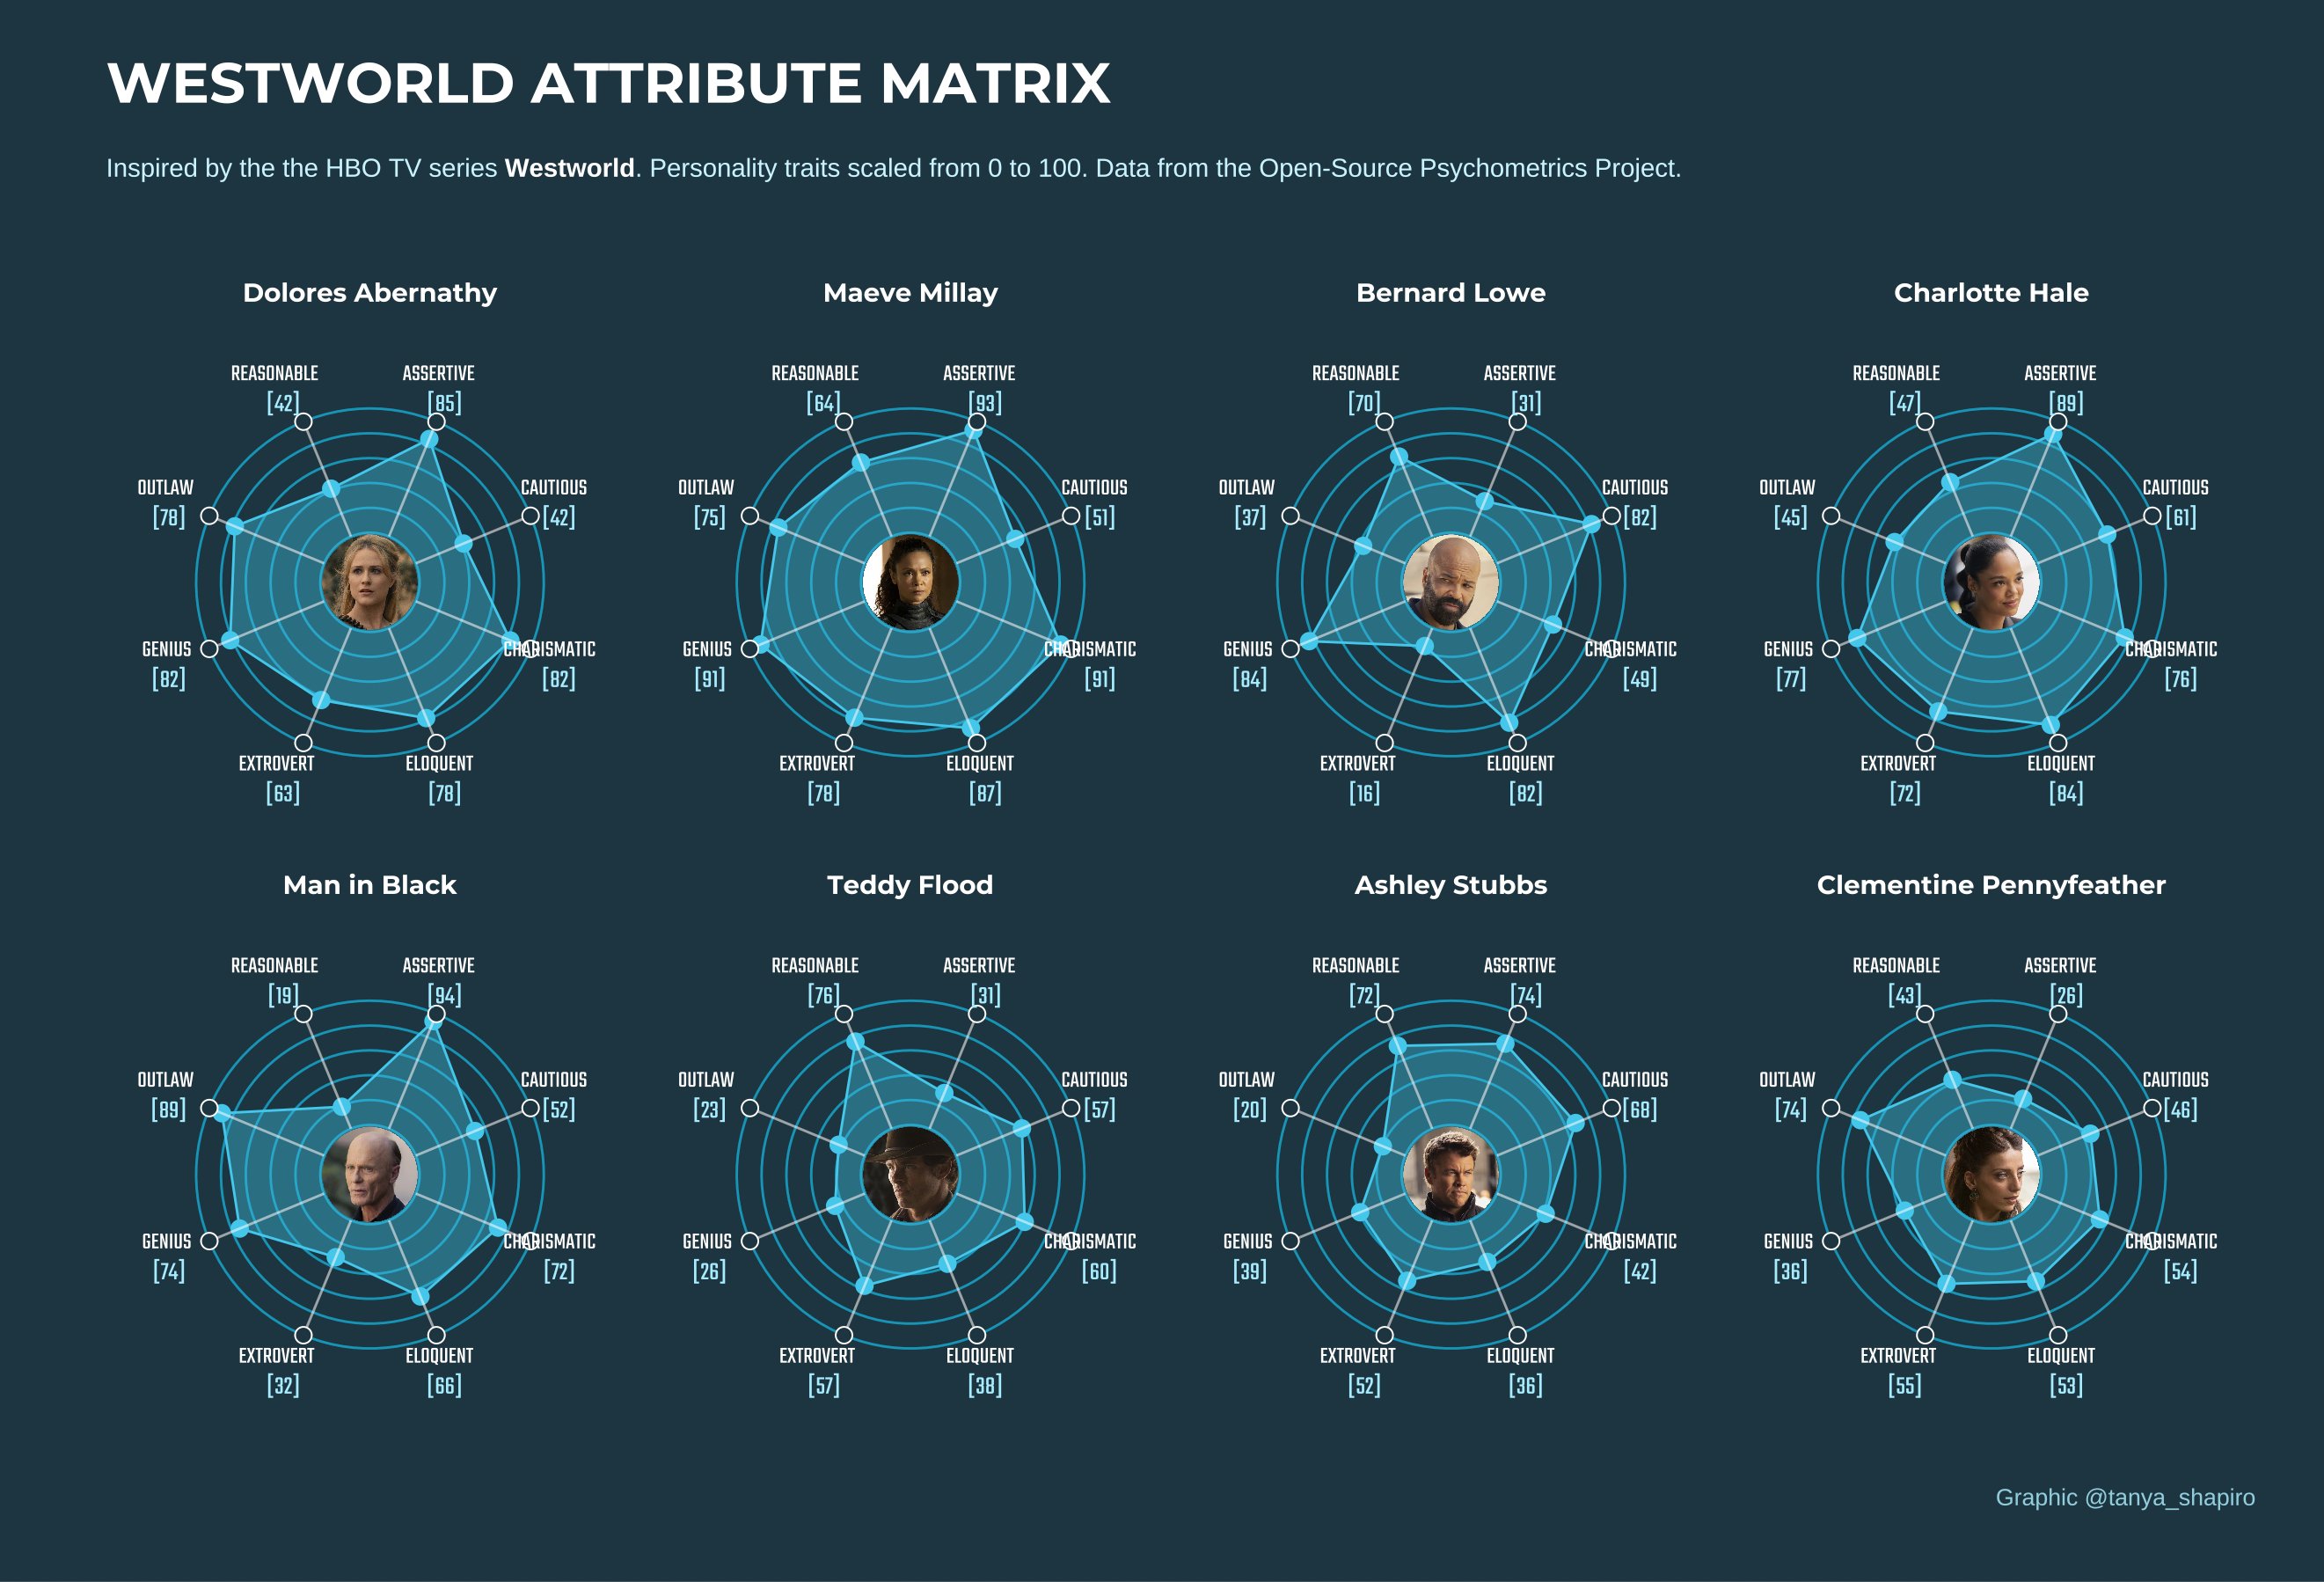 WESTWORLD ATTRIBUTE MATRIX
Inspired by the the HBO TV series Westworld. Personality traits scaled from 0 to 100. Data from the Open-Source Psychometrics Project.
Dolores Abernathy
REASONABLE
[42]
ASSERTIVE
[85]
OUTLAW
[78]
CAUTIOUS
[42]
GENIUS
[82]
CHARISMATIC
[82]
EXTROVERT
[63]
ELOQUENT
[78]
Maeve Millay
REASONABLE
[64]
ASSERTIVE
[93]
OUTLAW
[75]
CAUTIOUS
[51]
GENIUS
[91]
CHARISMATIC
[91]
EXTROVERT
[78]
ELOQUENT
[87]
Bernard Lowe
REASONABLE
[70]
ASSERTIVE
[31]
OUTLAW
[37]
CAUTIOUS
[82]
GENIUS
[84]
CHARISMATIC
[49]
EXTROVERT
[16]
ELOQUENT
[82]
Charlotte Hale
REASONABLE
[47]
ASSERTIVE
[89]
OUTLAW
[45]
CAUTIOUS
[61]
GENIUS
[77]
CHARISMATIC
[76]
EXTROVERT
[72]
ELOQUENT
[84]
Man in Black
REASONABLE
[19]
ASSERTIVE
[94]
OUTLAW
[89]
CAUTIOUS
[52]
GENIUS
[74]
CHARISMATIC
[72]
EXTROVERT
[32]
ELOQUENT
[66]
Teddy Flood
REASONABLE
[76]
ASSERTIVE
[31]
OUTLAW
[23]
CAUTIOUS
[57]
GENIUS
[26]
CHARISMATIC
[60]
EXTROVERT
[57]
ELOQUENT
[38]
Ashley Stubbs
REASONABLE
[72]
ASSERTIVE
[74]
OUTLAW
[20]
CAUTIOUS
[68]
GENIUS
[39]
CHARISMATIC
[42]
EXTROVERT
[52]
ELOQUENT
[36]
Clementine Pennyfeather
REASONABLE
[43]
ASSERTIVE
[26]
OUTLAW
[74]
CAUTIOUS
[46]
GENIUS
[36]
CHARISMATIC
[54]
EXTROVERT
[55]
ELOQUENT
[53]
Graphic @tanya_shapiro